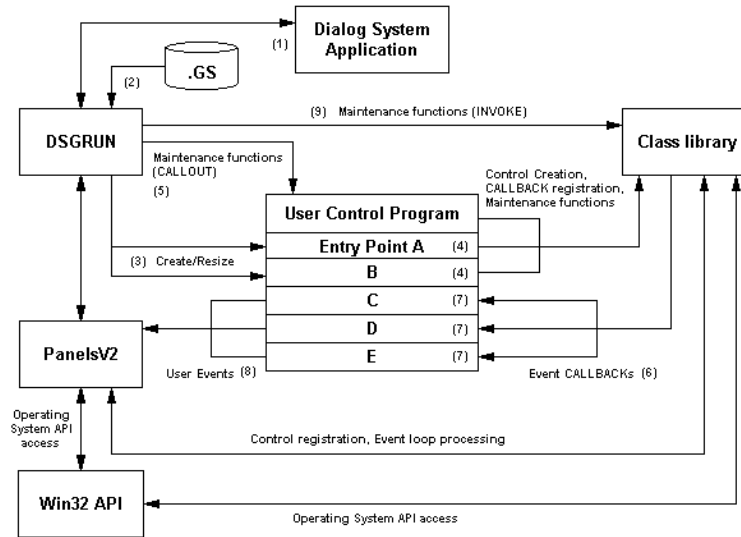 Dialog System
Application
(1)
(2)
.GS
(9) Maintenance functions (INVOKE)
DSGRUN
Class library
Maintenance functions
(CALLOUT)
(5)
Control Creation,
CALLBACK registration,
Maintenance functions
User Control Program
Entry Point A (4)
(3) Create/Resize
B (4)
C (7)
D (7)
E (7)
PanelsV2
User Events (8)
Event CALLBACKs (6)
Operating
System API
access
Control registration, Event loop processing
Win32 API
Operating System API access